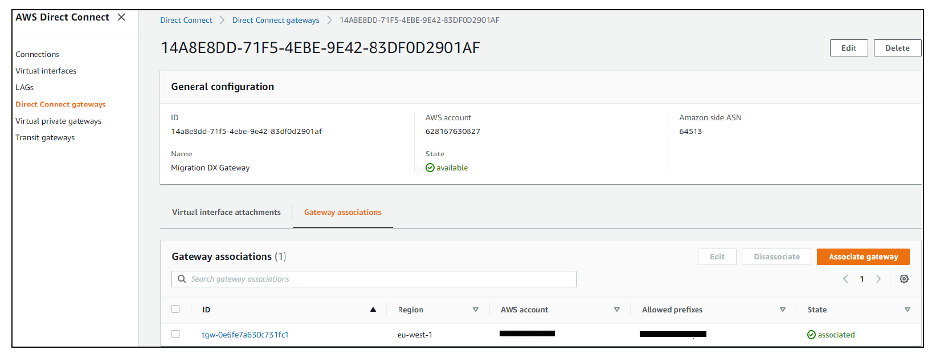 AWS Direct Connect
Direct Connect > Direct Connect gateways > 14A8E8DD-71F5-4EBE-9E42-83DF0D2901AF
14A8E8DD-71F5-4EBE-9E42-83DF0D2901AF
Edit Delete
Connections
Virtual interfaces
LAGs
Direct Connect gateways
Virtual private gateways
Transit gateways
General configuration
ID
14a8e8dd-71f5-4ebe-9e42-83df0d2901af
Name
Migration DX Gateway
AWS account
628167630827
State
available
Amazon side ASN
64513
Virtual interface attachments Gateway associations
Gateway associations (1)
Edit Disassociate Associate gateway
Search gateway associations
1
ID Region AWS account Allowed prefixes State
tgw-0e6fe7a630c731fc1 eu-west-1 associated